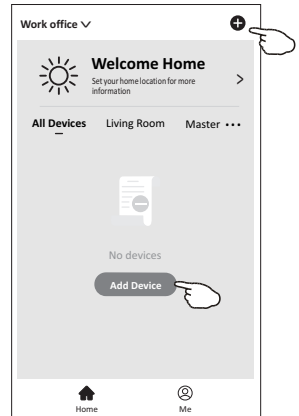 Work office
Welcome Home
Set your home location for more
information
All Devices Living Room Master
No devices
Add Device
Home Me